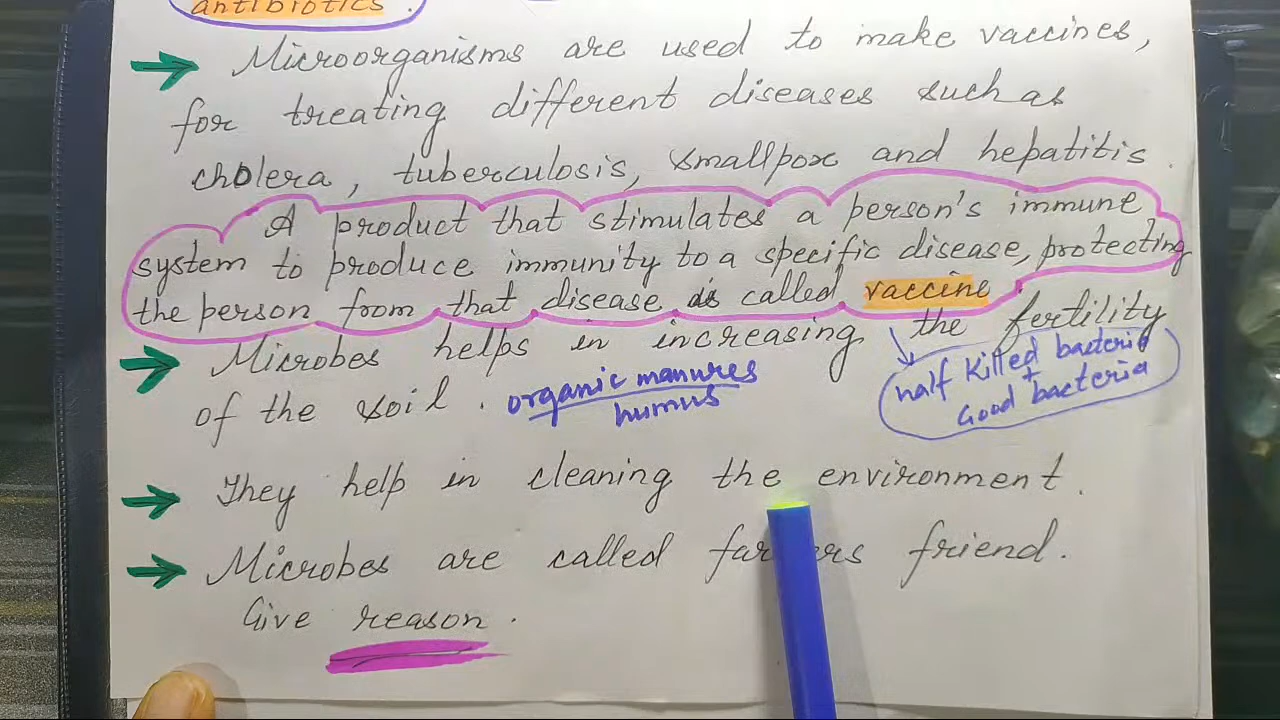 antibiotics.
Microorganisms are used to make vaccines,
for treating different diseases such as
cholera, tuberculosis, smallpox and hepatitis.
A product that stimulates a person's immune
system to produce immunity to a specific disease, protecting
the person from that disease is called vaccine.
Microbes helps in increasing the fertility
of the soil.
organic manures
humus
half killed bacteria
+
Good bacteria
They help in cleaning the environment.
Microbes are called farmers friend.
Give reason.